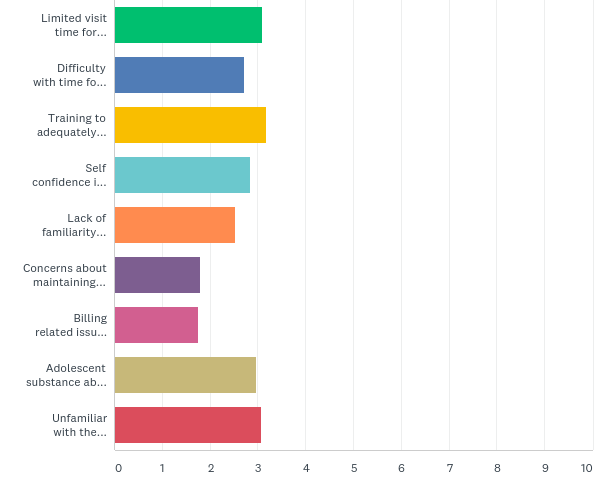 Limited visit
time for...
Difficulty
with time fo...
Training to
adequately...
Self
confidence i...
Lack of
familiarity...
Concerns about
maintaining...
Billing
related issu...
Adolescent
substance ab...
Unfamiliar
with the...
0 1 2 3 4 5 6 7 8 9 10